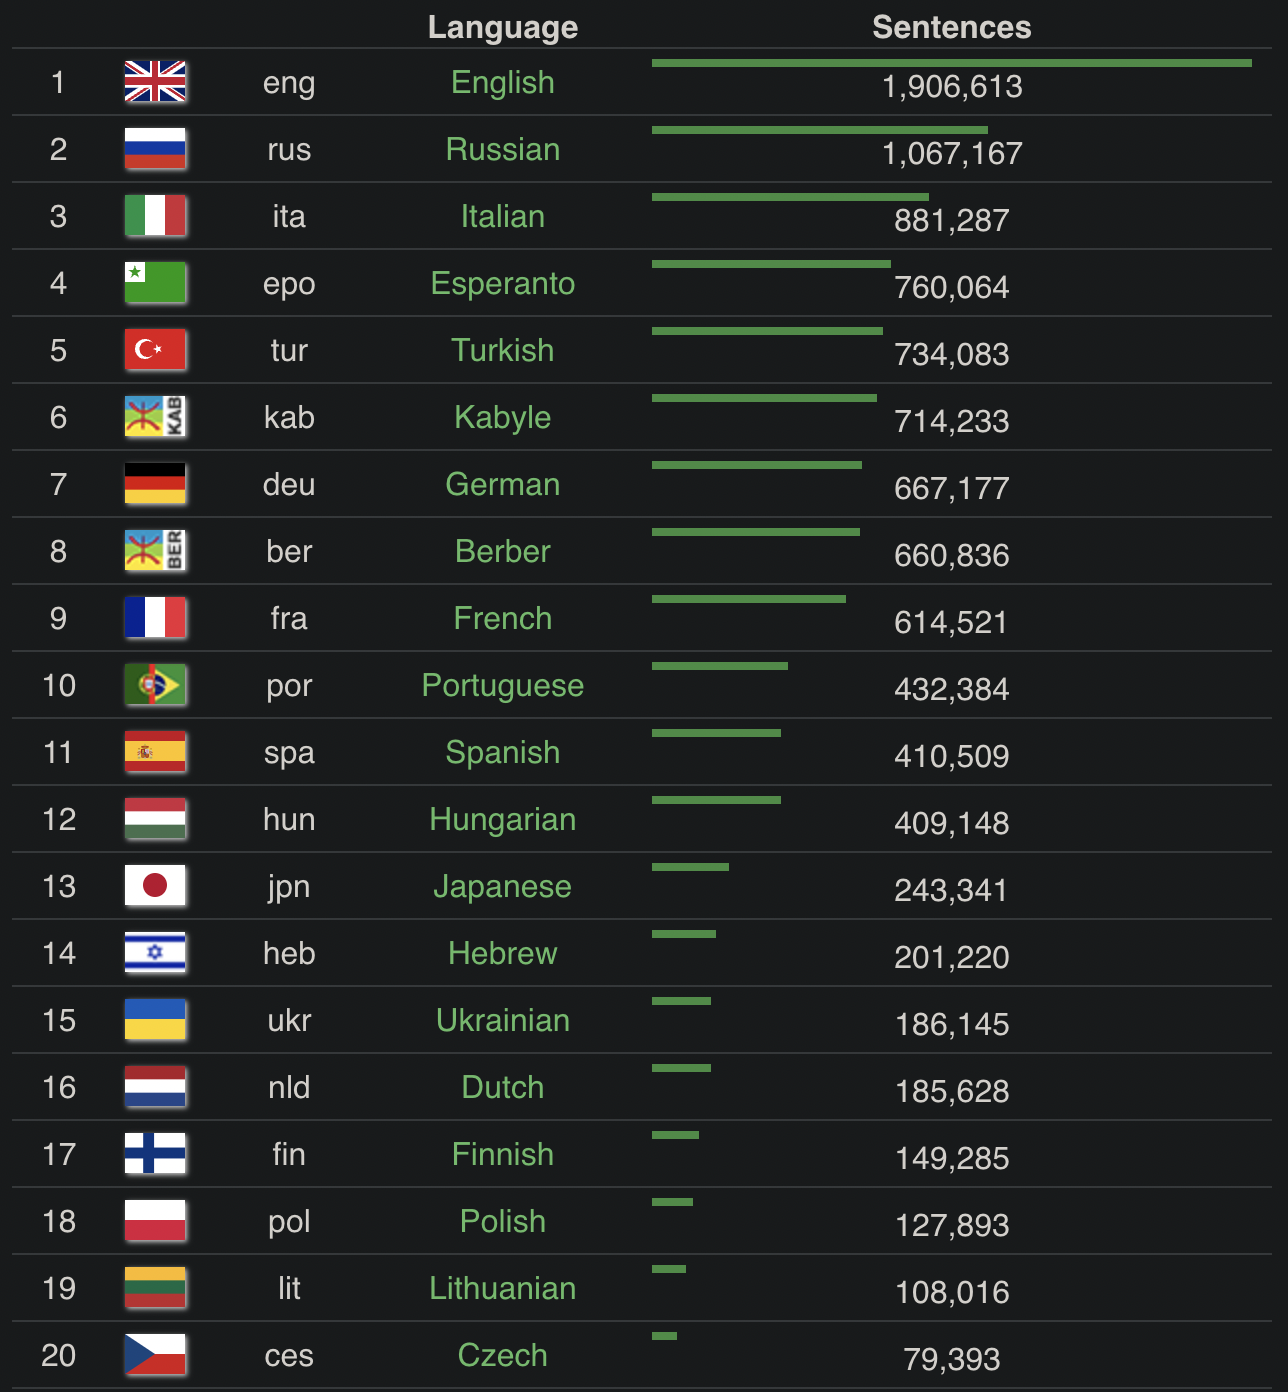 Language Sentences
1 eng English 1,906,613
2 rus Russian 1,067,167
3 ita Italian 881,287
4 epo Esperanto 760,064
5 tur Turkish 734,083
6 KAB kab Kabyle 714,233
7 deu German 667,177
8 BER ber Berber 660,836
9 fra French 614,521
10 por Portuguese 432,384
11 spa Spanish 410,509
12 hun Hungarian 409,148
13 jpn Japanese 243,341
14 heb Hebrew 201,220
15 ukr Ukrainian 186,145
16 nld Dutch 185,628
17 fin Finnish 149,285
18 pol Polish 127,893
19 lit Lithuanian 108,016
20 ces Czech 79,393